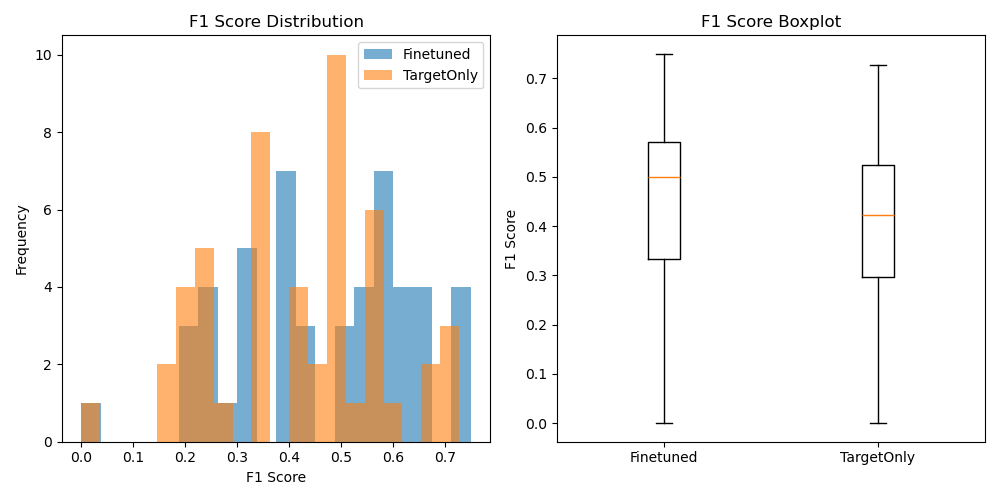 F1 Score Distribution
Frequency
10
8
6
4
2
0
Finetuned
TargetOnly
0.0 0.1 0.2 0.3 0.4 0.5 0.6 0.7
F1 Score
F1 Score Boxplot
F1 Score
0.7
0.6
0.5
0.4
0.3
0.2
0.1
0.0
Finetuned TargetOnly